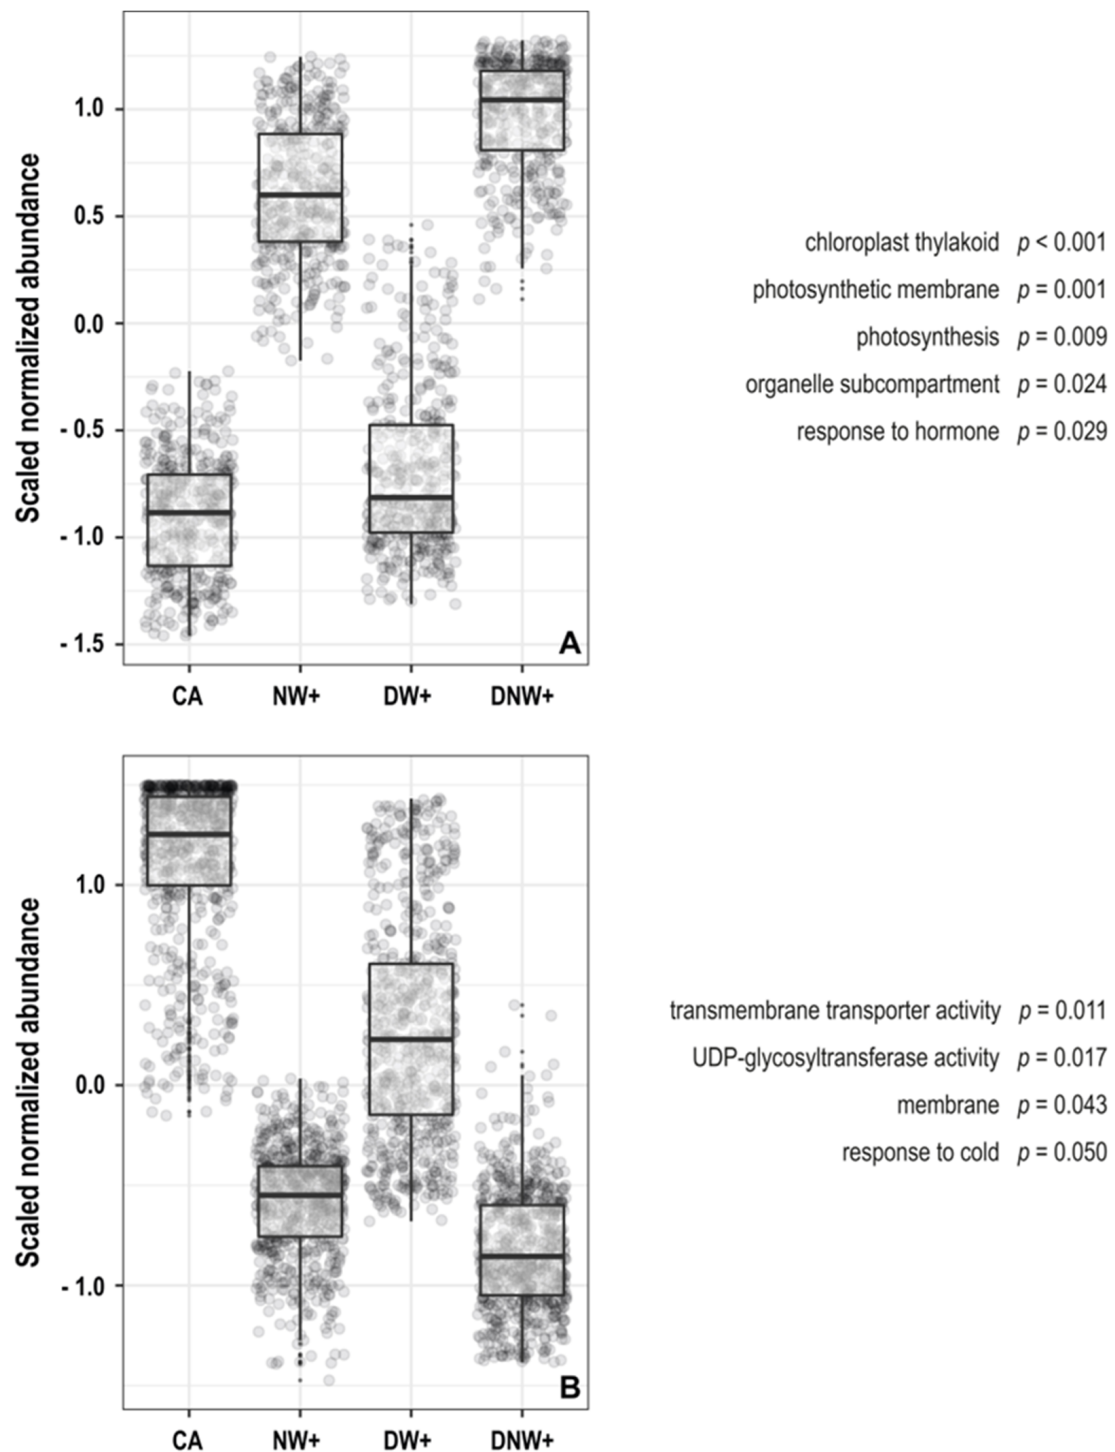 Scaled normalized abundance
1.0
0.5
0.0
- 0.5
- 1.0
- 1.5
A
CA NW+ DW+ DNW+
chloroplast thylakoid p < 0.001
photosynthetic membrane p = 0.001
photosynthesis p = 0.009
organelle subcompartment p = 0.024
response to hormone p = 0.029
Scaled normalized abundance
1.0
0.0
- 1.0
B
CA NW+ DW+ DNW+
transmembrane transporter activity p = 0.011
UDP-glycosyltransferase activity p = 0.017
membrane p = 0.043
response to cold p = 0.050